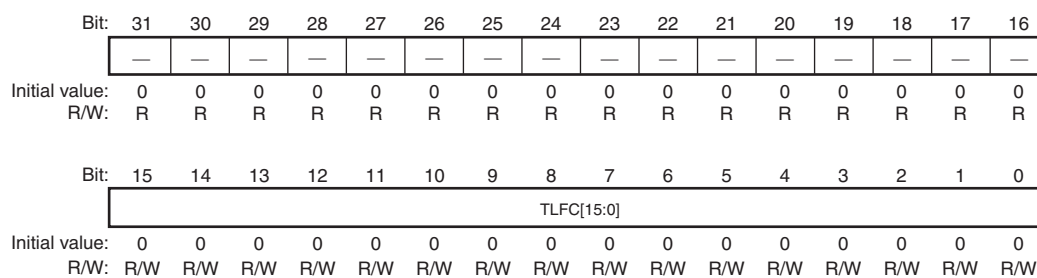 Bit: 31 30 29 28 27 26 25 24 23 22 21 20 19 18 17 16
— — — — — — — — — — — — — — — —
Initial value: 0 0 0 0 0 0 0 0 0 0 0 0 0 0 0 0
R/W: R R R R R R R R R R R R R R R R
Bit: 15 14 13 12 11 10 9 8 7 6 5 4 3 2 1 0
TLFC[15:0]
Initial value: 0 0 0 0 0 0 0 0 0 0 0 0 0 0 0 0
R/W: R/W R/W R/W R/W R/W R/W R/W R/W R/W R/W R/W R/W R/W R/W R/W R/W